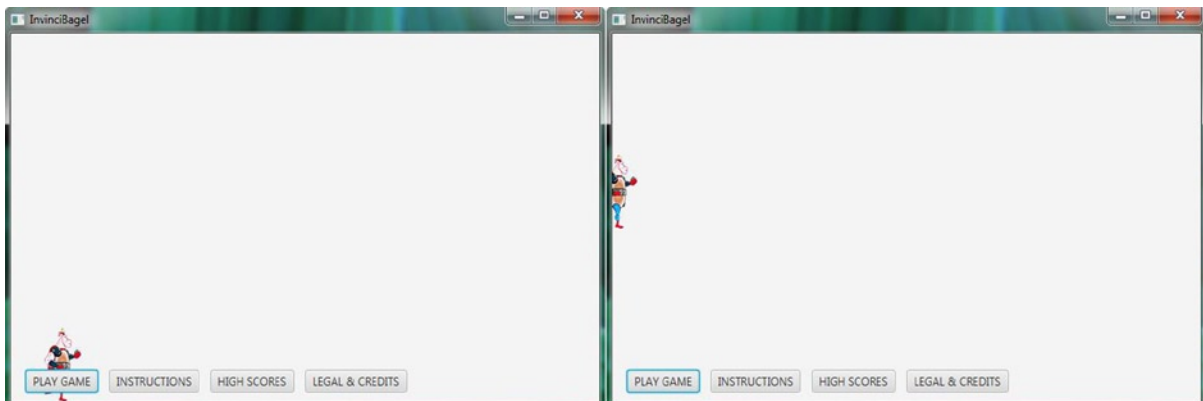 InvinciBagel
PLAY GAME INSTRUCTIONS HIGH SCORES LEGAL & CREDITS
InvinciBagel
PLAY GAME INSTRUCTIONS HIGH SCORES LEGAL & CREDITS